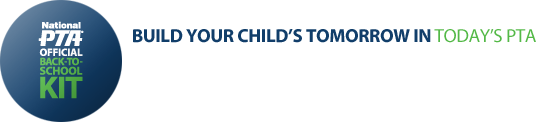 National
PTA
OFFICIAL
BACK-TO-
SCHOOL
KIT
BUILD YOUR CHILD’S TOMORROW IN TODAY’S PTA